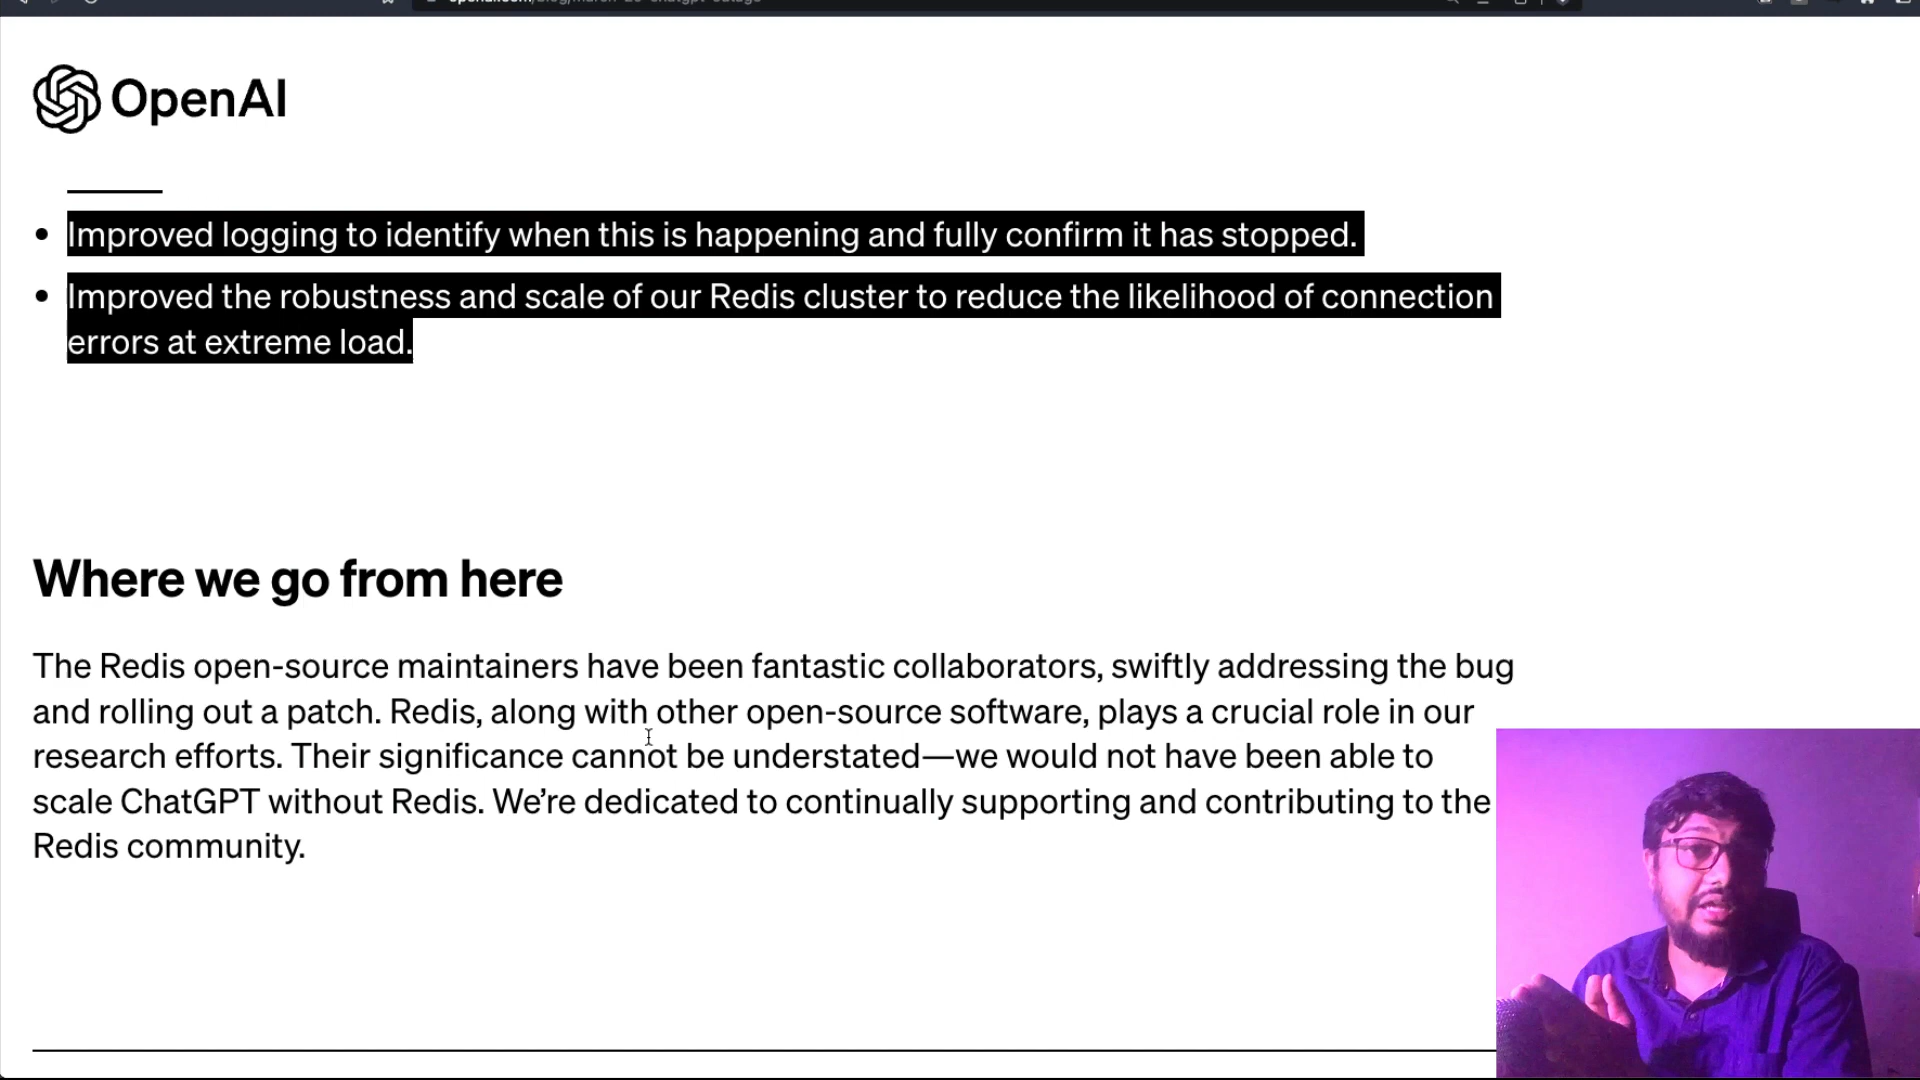 OpenAI
Improved logging to identify when this is happening and fully confirm it has stopped.
Improved the robustness and scale of our Redis cluster to reduce the likelihood of connection
errors at extreme load.
Where we go from here
The Redis open-source maintainers have been fantastic collaborators, swiftly addressing the bug
and rolling out a patch. Redis, along with other open-source software, plays a crucial role in our
research efforts. Their significance cannot be understated—we would not have been able to
scale ChatGPT without Redis. We’re dedicated to continually supporting and contributing to the
Redis community.